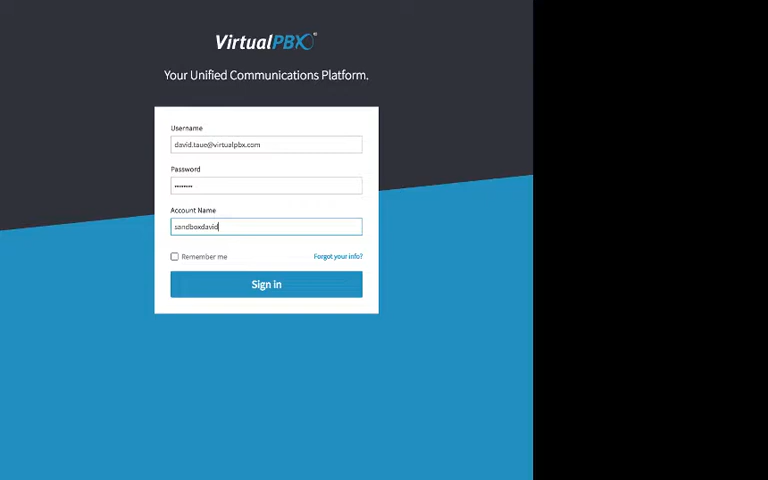 VirtualPBX®
Your Unified Communications Platform.
Username
david.taue@virtualpbx.com
Password
••••••••
Account Name
sandboxdavid
Remember me
Forgot your info?
Sign in